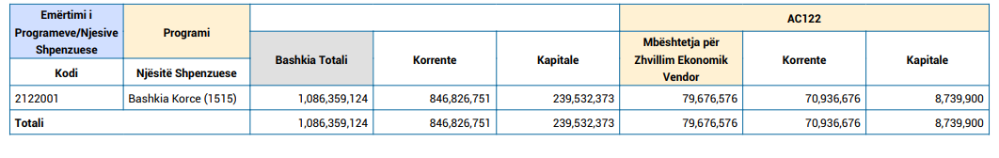 Emërtimi i
Programeve/Njesive
Shpenzuese
Programi
AC122
Bashkia Totali
Korrente
Kapitale
Mbështetja për
Zhvillim Ekonomik
Vendor
Korrente
Kapitale
Kodi
Njësitë Shpenzuese
2122001 Bashkia Korce (1515) 1,086,359,124 846,826,751 239,532,373 79,676,576 70,936,676 8,739,900
Totali 1,086,359,124 846,826,751 239,532,373 79,676,576 70,936,676 8,739,900